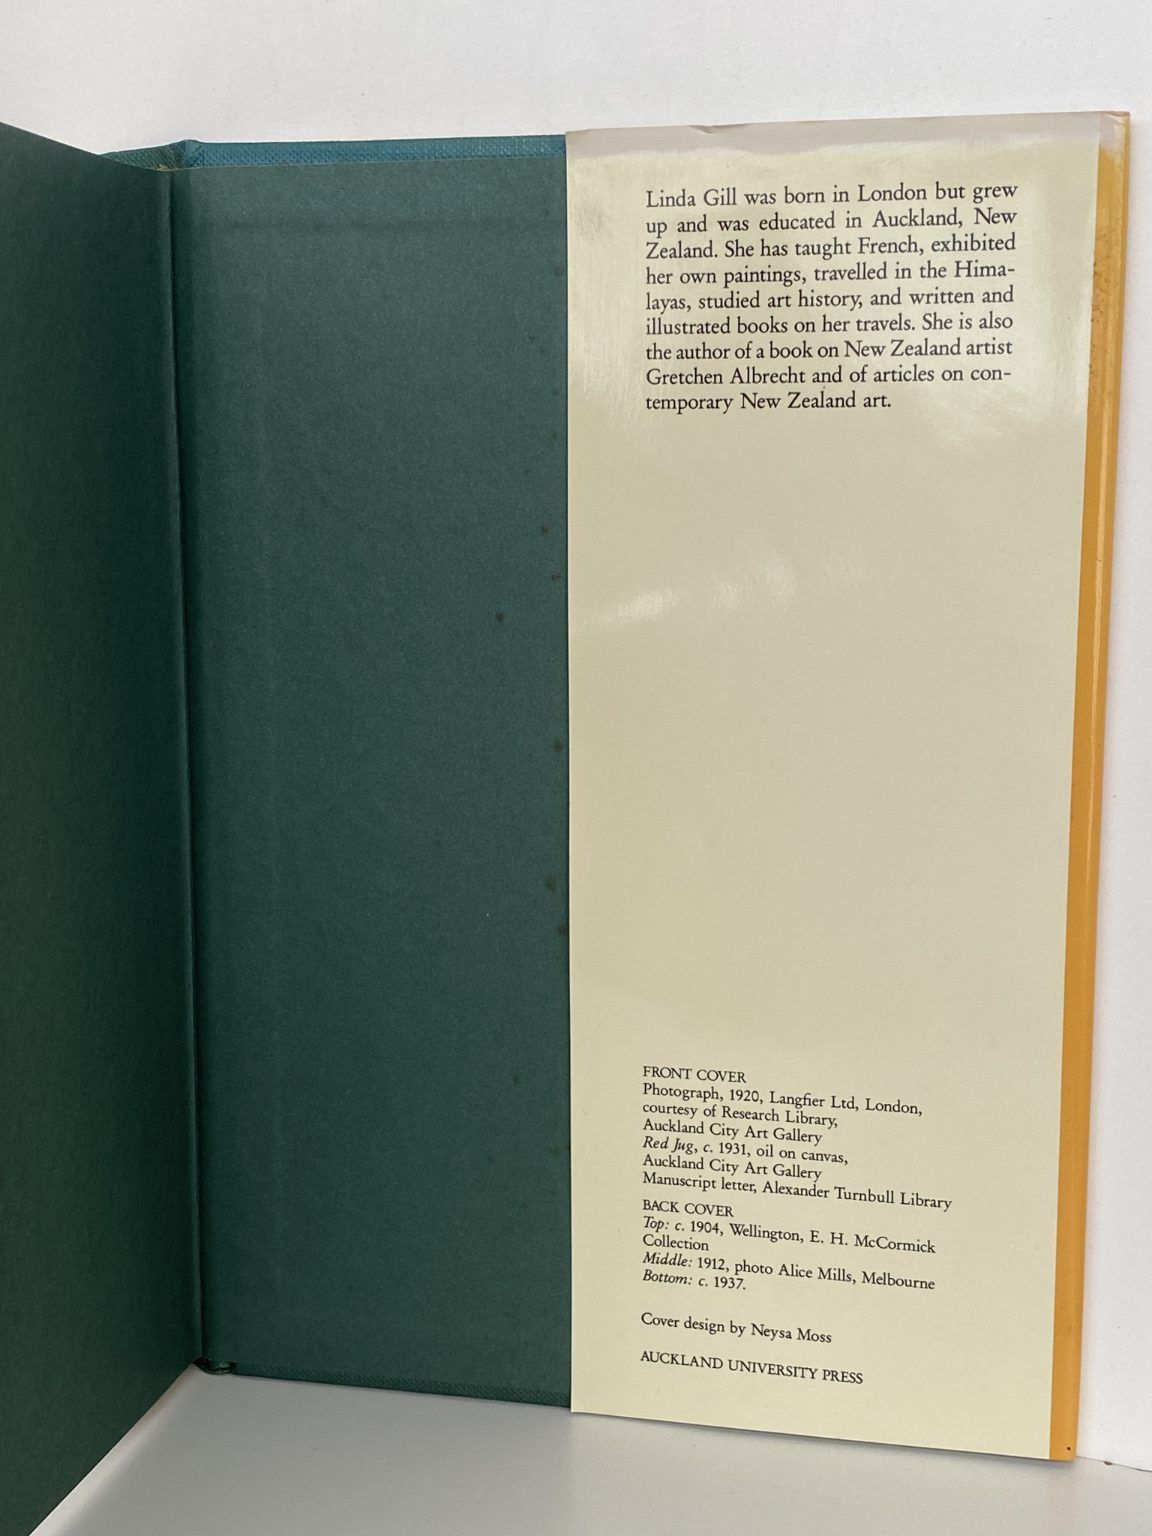 Linda Gill was born in London but grew
up and was educated in Auckland, New
Zealand. She has taught French, exhibited
her own paintings, travelled in the Hima-
layas, studied art history, and written and
illustrated books on her travels. She is also
the author of a book on New Zealand artist
Gretchen Albrecht and of articles on con-
temporary New Zealand art.
FRONT COVER
Photograph, 1920, Langfier Ltd, London,
courtesy of Research Library,
Auckland City Art Gallery
Red Jug, c. 1931, oil on canvas,
Auckland City Art Gallery
Manuscript letter, Alexander Turnbull Library
BACK COVER
Top: c. 1904, Wellington, E. H. McCormick
Collection
Middle: 1912, photo Alice Mills, Melbourne
Bottom: c. 1937.
Cover design by Neysa Moss
AUCKLAND UNIVERSITY PRESS